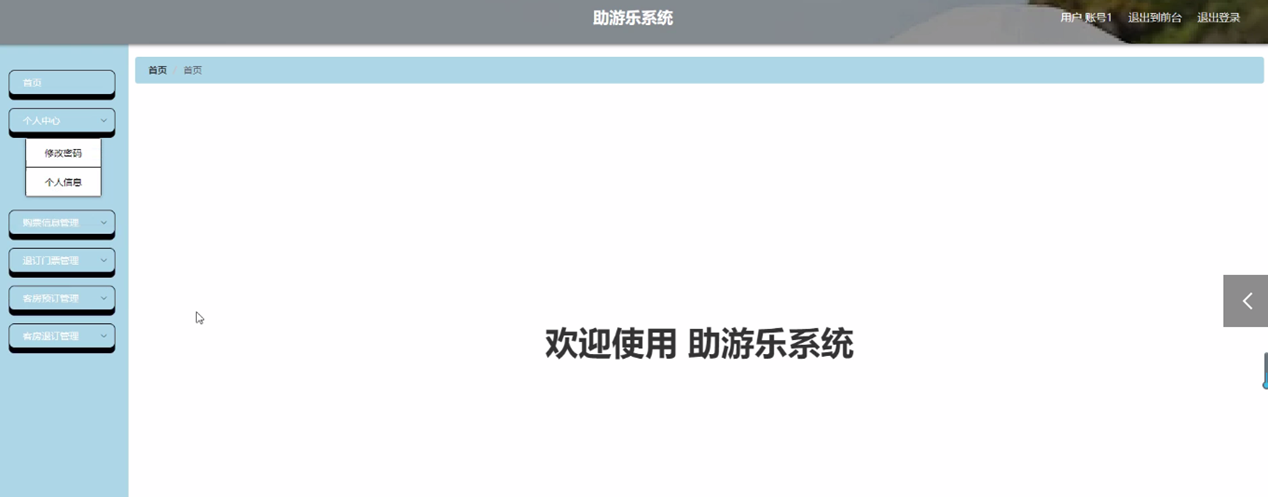 助游乐系统
用户 账号1 退出到前台 退出登录
首页
个人中心
修改密码
个人信息
购票信息管理
退订门票管理
客房预订管理
客房退订管理
首页 / 首页
欢迎使用 助游乐系统